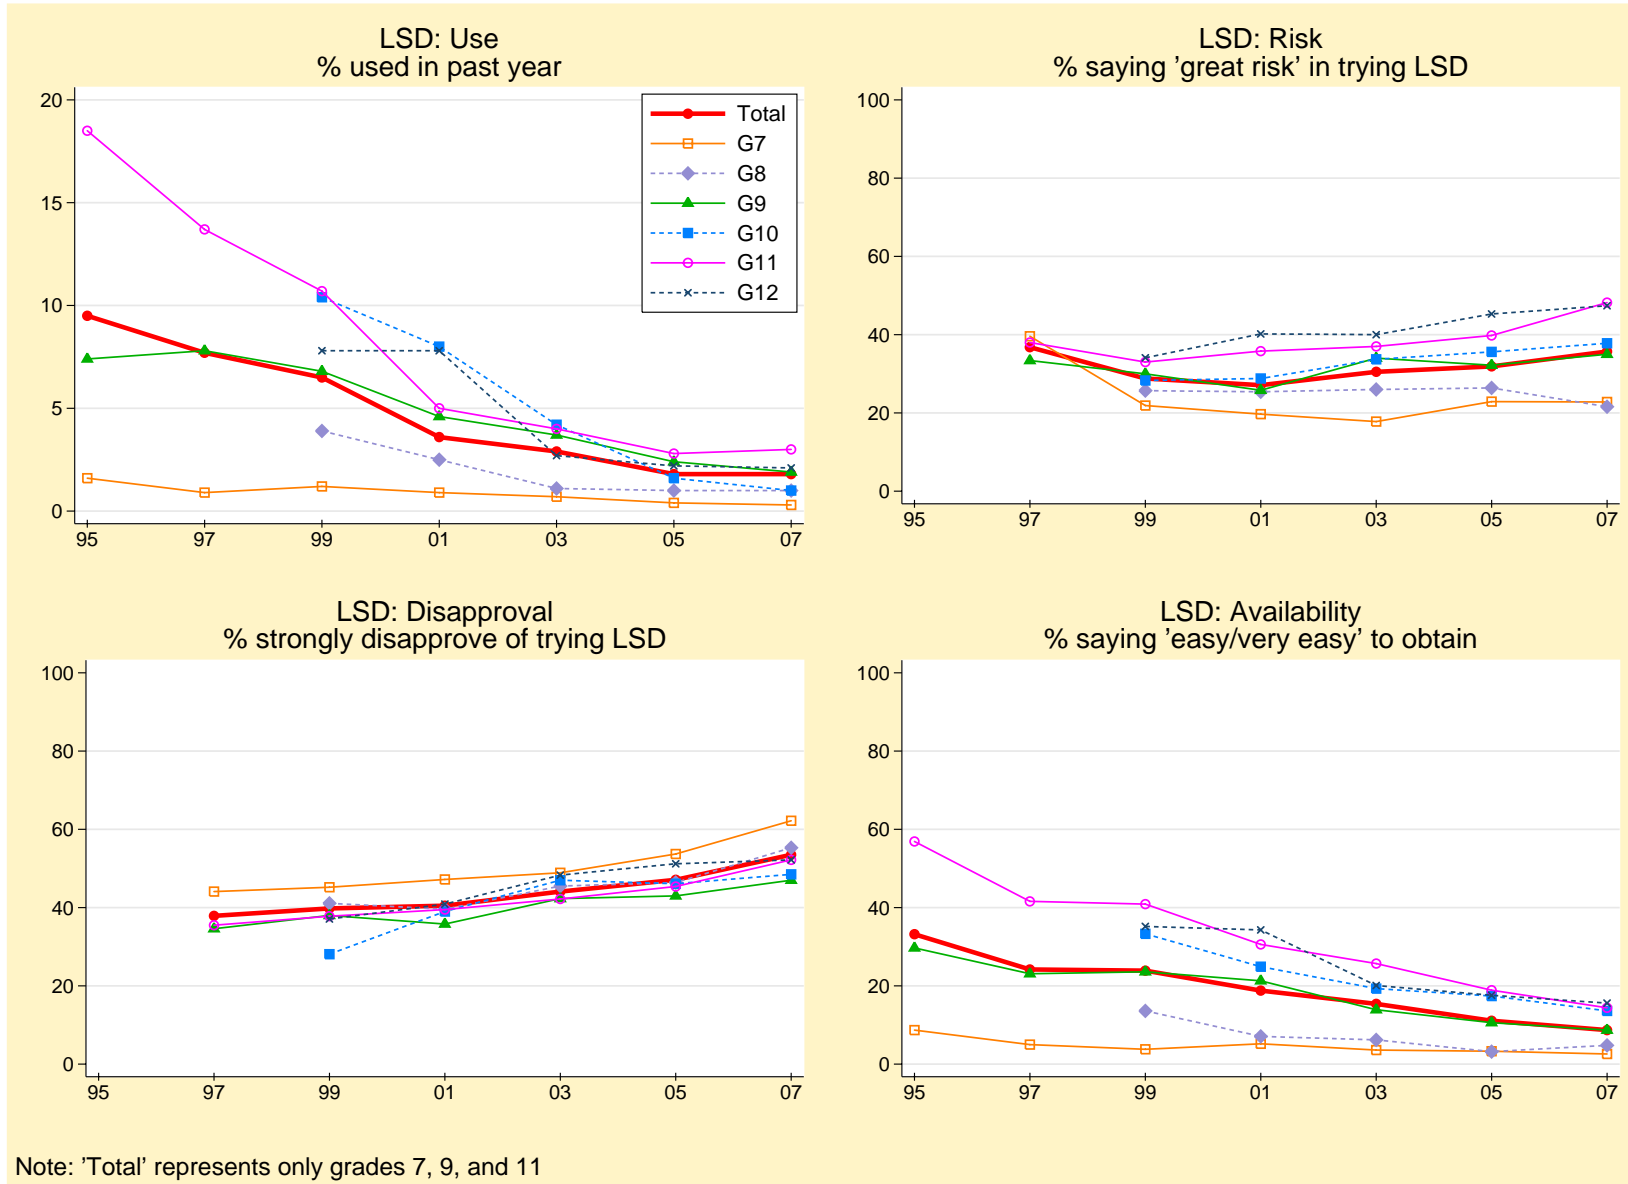 LSD: Use
% used in past year
20
15
10
5
0
95 97 99 01 03 05 07
Total
G7
G8
G9
G10
G11
G12
LSD: Risk
% saying ’great risk’ in trying LSD
100
80
60
40
20
0
95 97 99 01 03 05 07
LSD: Disapproval
% strongly disapprove of trying LSD
100
80
60
40
20
0
95 97 99 01 03 05 07
LSD: Availability
% saying ’easy/very easy’ to obtain
100
80
60
40
20
0
95 97 99 01 03 05 07
Note: ’Total’ represents only grades 7, 9, and 11